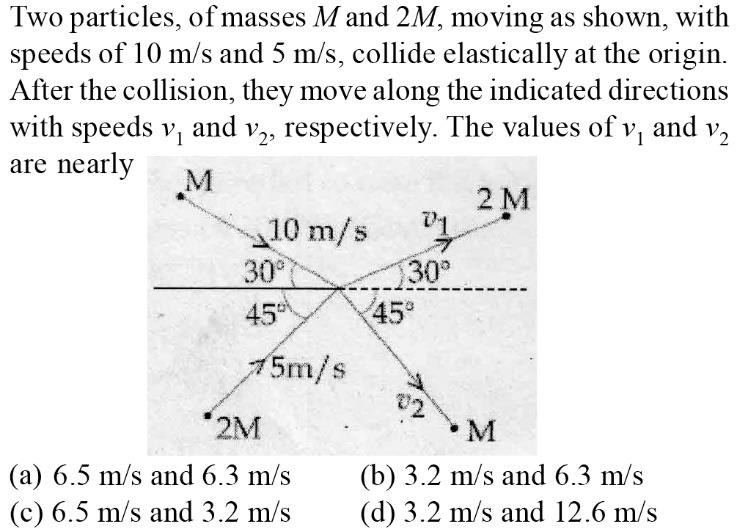 Two particles, of masses M and 2M, moving as shown, with
speeds of 10 m/s and 5 m/s, collide elastically at the origin.
After the collision, they move along the indicated directions
with speeds v₁ and v₂, respectively. The values of v₁ and v₂
are nearly
M
2 M
10 m/s
v₁
30°
30°
45°
45°
5m/s
v₂
2M
M
(a) 6.5 m/s and 6.3 m/s (b) 3.2 m/s and 6.3 m/s
(c) 6.5 m/s and 3.2 m/s (d) 3.2 m/s and 12.6 m/s